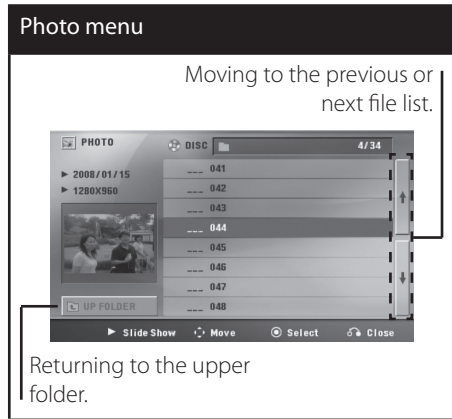 Photo menu
Moving to the previous or
next file list.
PHOTO
DISC
4/34
► 2008/01/15
► 1280X960
--- 041
--- 042
--- 043
--- 044
--- 045
--- 046
--- 047
--- 048
UP FOLDER
► Slide Show Move Select Close
Returning to the upper
folder.